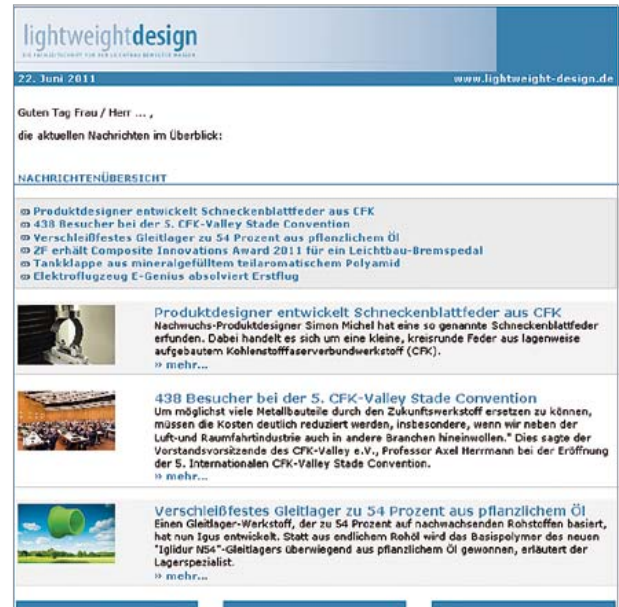 lightweightdesign
DIE FACHZEITSCHRIFT FÜR DEN LEICHTBAU BEWEGTER MASSEN
22. Juni 2011
www.lightweight-design.de
Guten Tag Frau / Herr ... ,
die aktuellen Nachrichten im Überblick:
NACHRICHTENÜBERSICHT
Produktdesigner entwickelt Schneckenblattfeder aus CFK
438 Besucher bei der 5. CFK-Valley Stade Convention
Verschleißfestes Gleitlager zu 54 Prozent aus pflanzlichem Öl
ZF erhält Composite Innovations Award 2011 für ein Leichtbau-Bremspedal
Tankklappe aus mineralgefülltem teilaromatischem Polyamid
Elektroflugzeug E-Genius absolviert Erstflug
Produktdesigner entwickelt Schneckenblattfeder aus CFK
Nachwuchs-Produktdesigner Simon Michel hat eine so genannte Schneckenblattfeder
erfunden. Dabei handelt es sich um eine kleine, kreisrunde Feder aus lagenweise
aufgebautem Kohlenstofffaserverbundwerkstoff (CFK).
» mehr...
438 Besucher bei der 5. CFK-Valley Stade Convention
Um möglichst viele Metallbauteile durch den Zukunftswerkstoff ersetzen zu können,
müssen die Kosten deutlich reduziert werden, insbesondere, wenn wir neben der
Luft-und Raumfahrtindustrie auch in andere Branchen hineinwollen." Dies sagte der
Vorstandsvorsitzende des CFK-Valley e.V., Professor Axel Herrmann bei der Eröffnung
der 5. Internationalen CFK-Valley Stade Convention.
» mehr...
Verschleißfestes Gleitlager zu 54 Prozent aus pflanzlichem Öl
Einen Gleitlager-Werkstoff, der zu 54 Prozent auf nachwachsenden Rohstoffen basiert,
hat nun Igus entwickelt. Statt aus endlichem Rohöl wird das Basispolymer des neuen
"Iglidur N54"-Gleitlagers überwiegend aus pflanzlichem Öl gewonnen, erläutert der
Lagerspezialist.
» mehr...